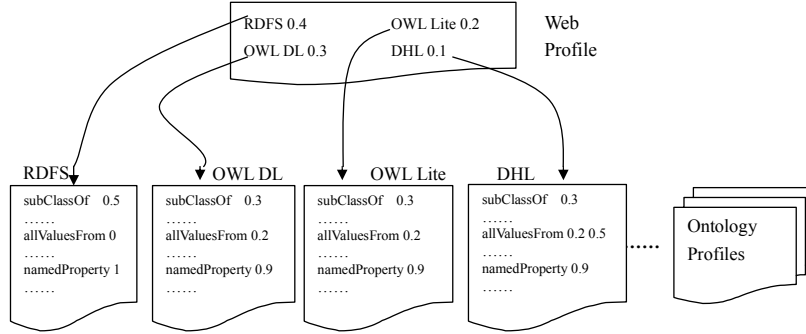 RDFS 0.4 OWL Lite 0.2
OWL DL 0.3 DHL 0.1
Web
Profile
RDFS
subClassOf 0.5
......
allValuesFrom 0
......
namedProperty 1
......
OWL DL
subClassOf 0.3
......
allValuesFrom 0.2
......
namedProperty 0.9
......
OWL Lite
subClassOf 0.3
......
allValuesFrom 0.2
......
namedProperty 0.9
......
DHL
subClassOf 0.3
......
allValuesFrom 0.2 0.5
......
namedProperty 0.9
......
......
Ontology
Profiles